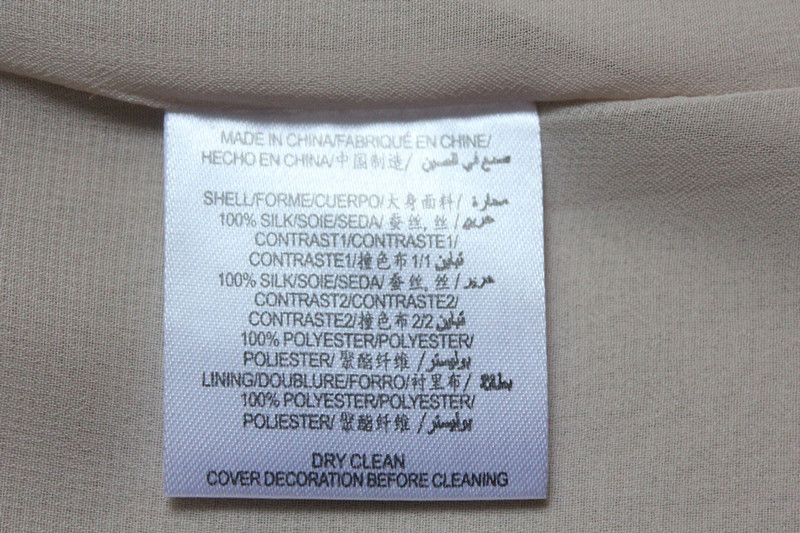 MADE IN CHINA/FABRIQUÉ EN CHINE/
HECHO EN CHINA/中国制造/ صنع في الصين
SHELL/FORME/CUERPO/大身面料/ محارة
100% SILK/SOIE/SEDA/ 蚕丝, 丝 / حرير
CONTRAST1/CONTRASTE1/
CONTRASTE1/撞色布1/1 تباين
100% SILK/SOIE/SEDA/ 蚕丝, 丝 / حرير
CONTRAST2/CONTRASTE2/
CONTRASTE2/撞色布2/2 تباين
100% POLYESTER/POLYESTER/
POLIESTER/ 聚酯纤维 / بوليستر
LINING/DOUBLURE/FORRO/衬里布/ بطانة
100% POLYESTER/POLYESTER/
POLIESTER/ 聚酯纤维 / بوليستر
DRY CLEAN
COVER DECORATION BEFORE CLEANING